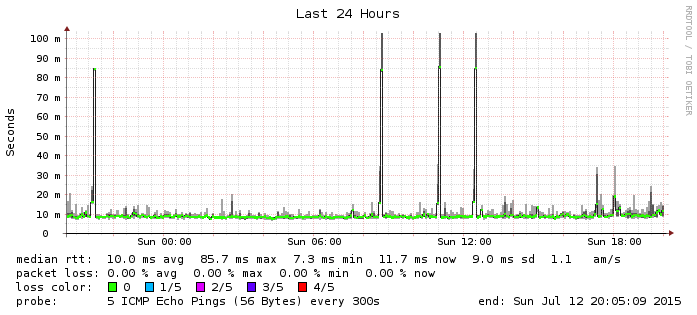 Last 24 Hours
RRDTOOL / TOBI OETIKER
Seconds
100 m
90 m
80 m
70 m
60 m
50 m
40 m
30 m
20 m
10 m
0
Sun 00:00 Sun 06:00 Sun 12:00 Sun 18:00
median rtt: 10.0 ms avg 85.7 ms max 7.3 ms min 11.7 ms now 9.0 ms sd 1.1 am/s
packet loss: 0.00 % avg 0.00 % max 0.00 % min 0.00 % now
loss color: 0 1/5 2/5 3/5 4/5
probe: 5 ICMP Echo Pings (56 Bytes) every 300s end: Sun Jul 12 20:05:09 2015